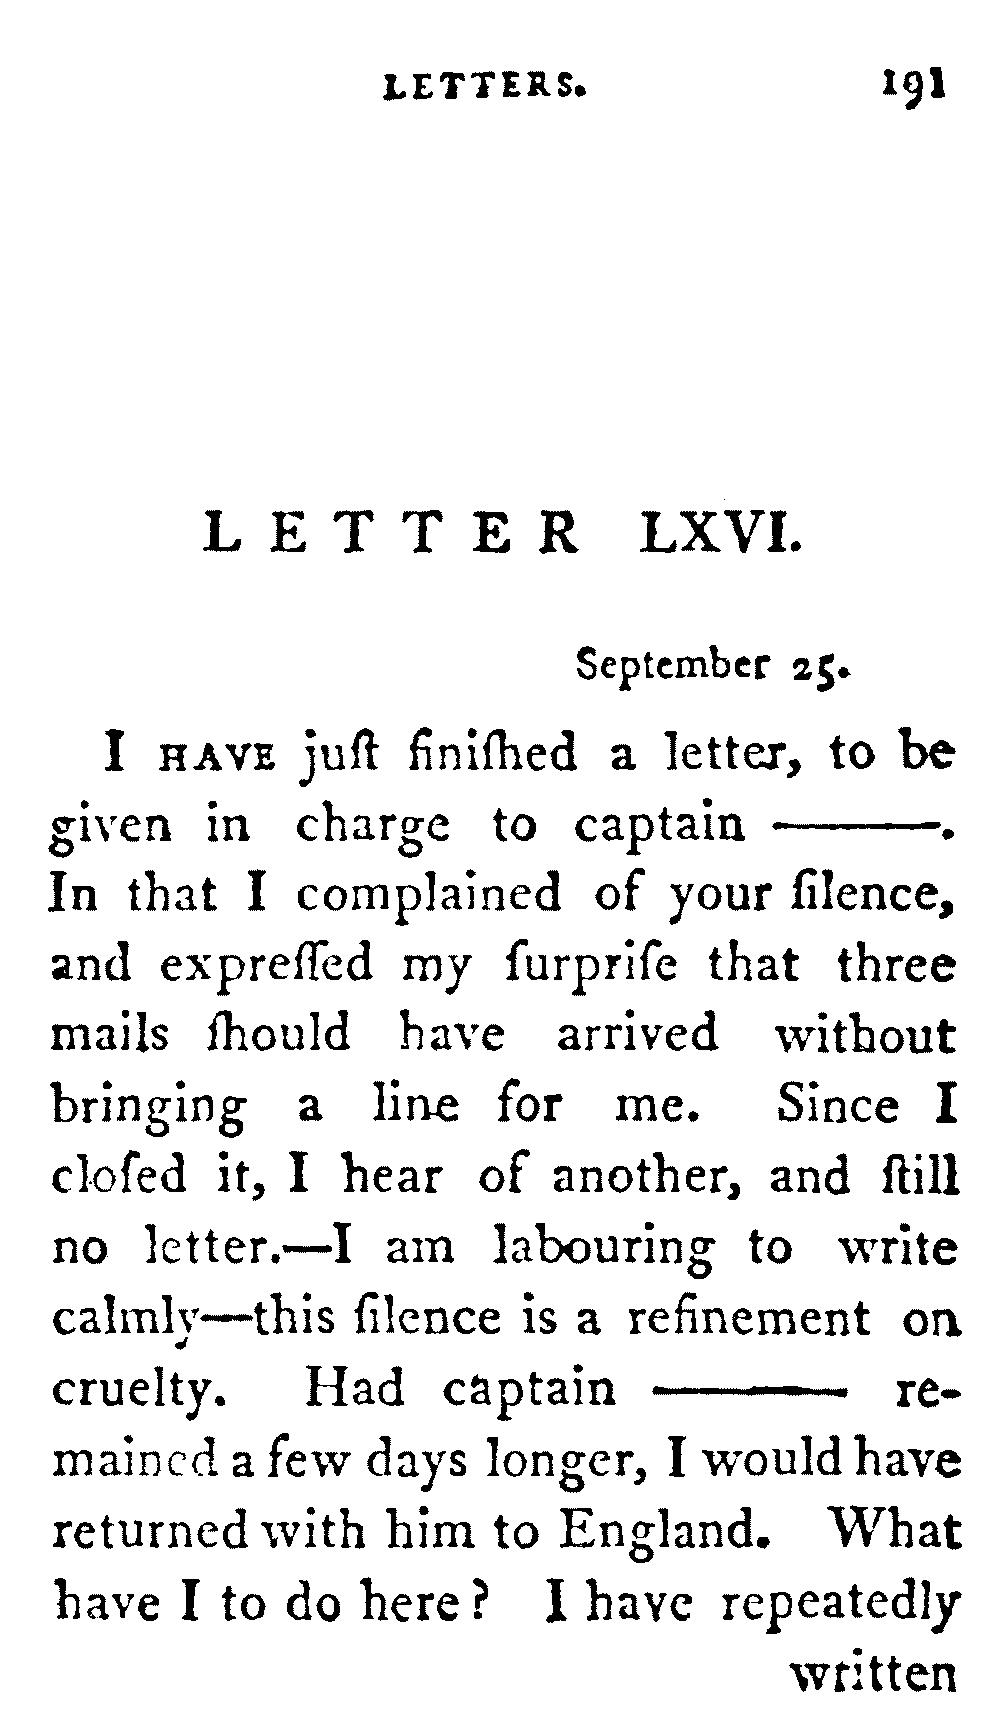 LETTERS. 191
LETTER LXVI.
September 25.
I HAVE juſt finiſhed a letter, to be
given in charge to captain ———.
In that I complained of your ſilence,
and expreſſed my ſurpriſe that three
mails ſhould have arrived without
bringing a line for me. Since I
cloſed it, I hear of another, and ſtill
no letter.—I am labouring to write
calmly—this ſilence is a refinement on
cruelty. Had captain ——— re-
mained a few days longer, I would have
returned with him to England. What
have I to do here? I have repeatedly
written